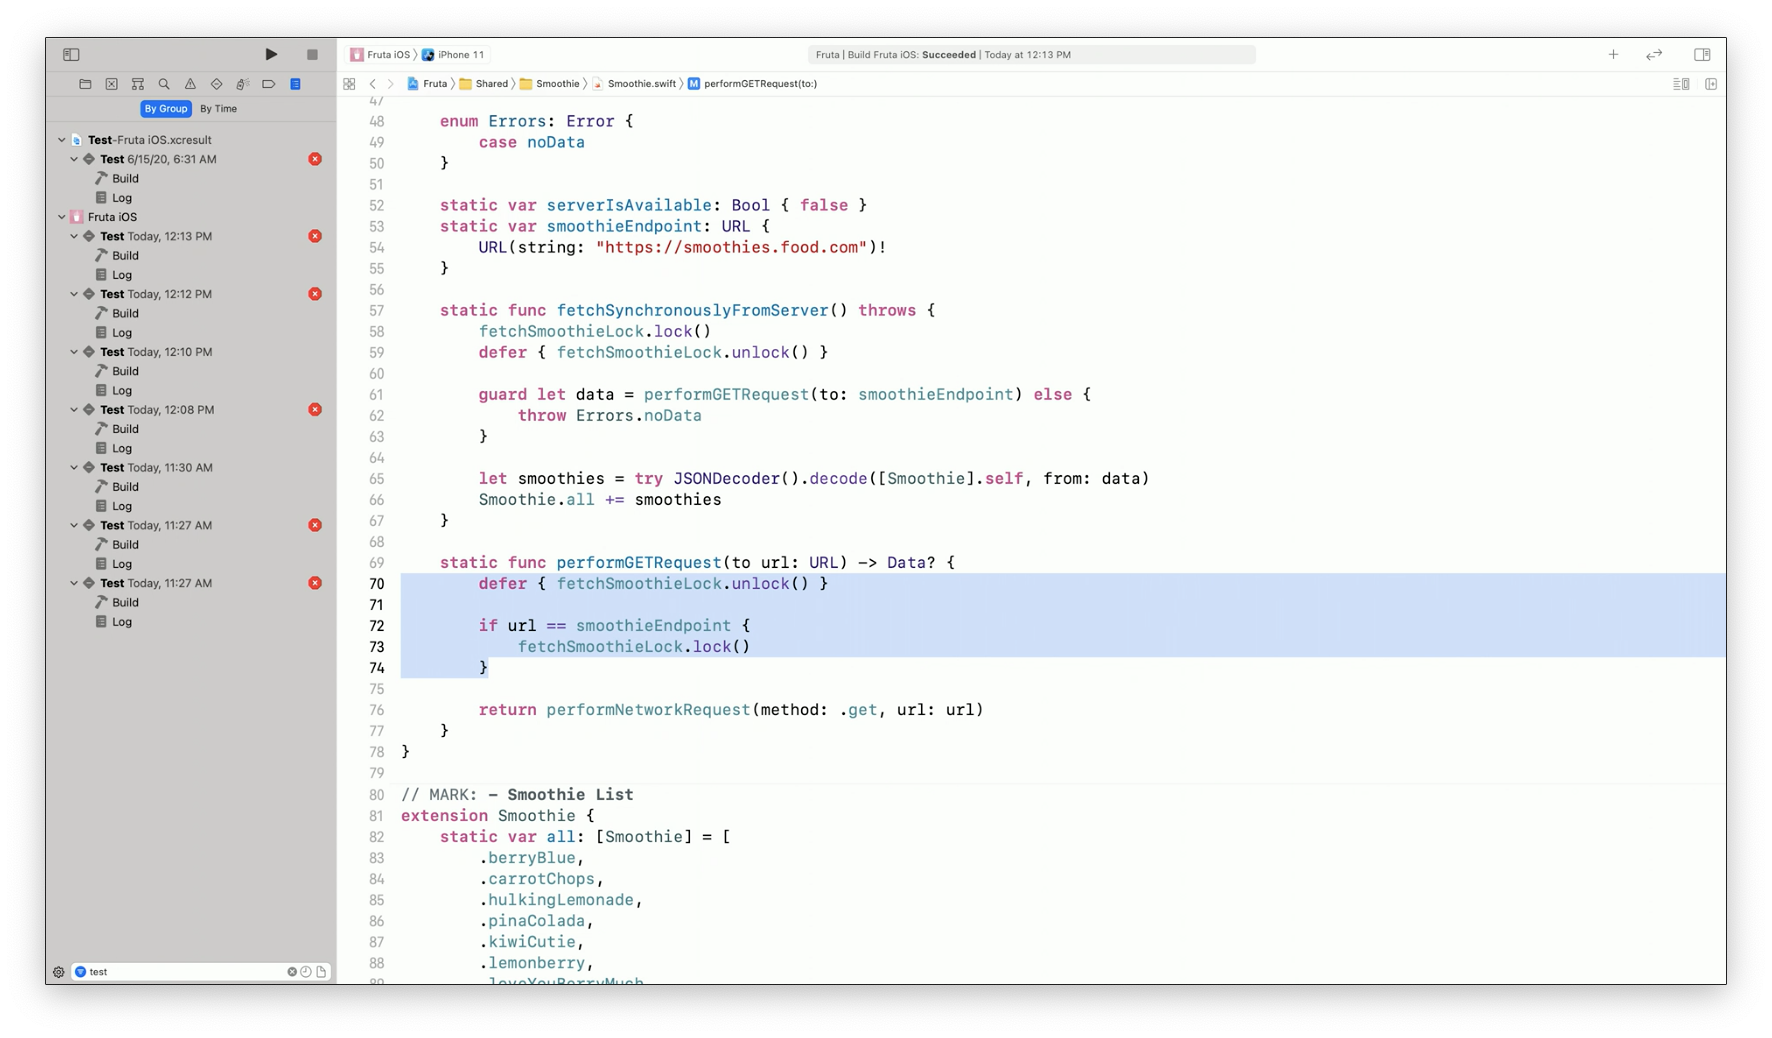 Fruta iOS 〉 iPhone 11
Fruta | Build Fruta iOS: Succeeded | Today at 12:13 PM
Fruta 〉 Shared 〉 Smoothie 〉 Smoothie.swift 〉 M performGETRequest(to:)
By Group By Time
Test-Fruta iOS.xcresult
Test 6/15/20, 6:31 AM
Build
Log
Fruta iOS
Test Today, 12:13 PM
Build
Log
Test Today, 12:12 PM
Build
Log
Test Today, 12:10 PM
Build
Log
Test Today, 12:08 PM
Build
Log
Test Today, 11:30 AM
Build
Log
Test Today, 11:27 AM
Build
Log
Test Today, 11:27 AM
Build
Log
test
47
48 enum Errors: Error {
49 case noData
50 }
51
52 static var serverIsAvailable: Bool { false }
53 static var smoothieEndpoint: URL {
54 URL(string: "https://smoothies.food.com")!
55 }
56
57 static func fetchSynchronouslyFromServer() throws {
58 fetchSmoothieLock.lock()
59 defer { fetchSmoothieLock.unlock() }
60
61 guard let data = performGETRequest(to: smoothieEndpoint) else {
62 throw Errors.noData
63 }
64
65 let smoothies = try JSONDecoder().decode([Smoothie].self, from: data)
66 Smoothie.all += smoothies
67 }
68
69 static func performGETRequest(to url: URL) -> Data? {
70 defer { fetchSmoothieLock.unlock() }
71
72 if url == smoothieEndpoint {
73 fetchSmoothieLock.lock()
74 }
75
76 return performNetworkRequest(method: .get, url: url)
77 }
78 }
79
80 // MARK: - Smoothie List
81 extension Smoothie {
82 static var all: [Smoothie] = [
83 .berryBlue,
84 .carrotChops,
85 .hulkingLemonade,
86 .pinaColada,
87 .kiwiCutie,
88 .lemonberry,
89 .loveYouBerryMuch